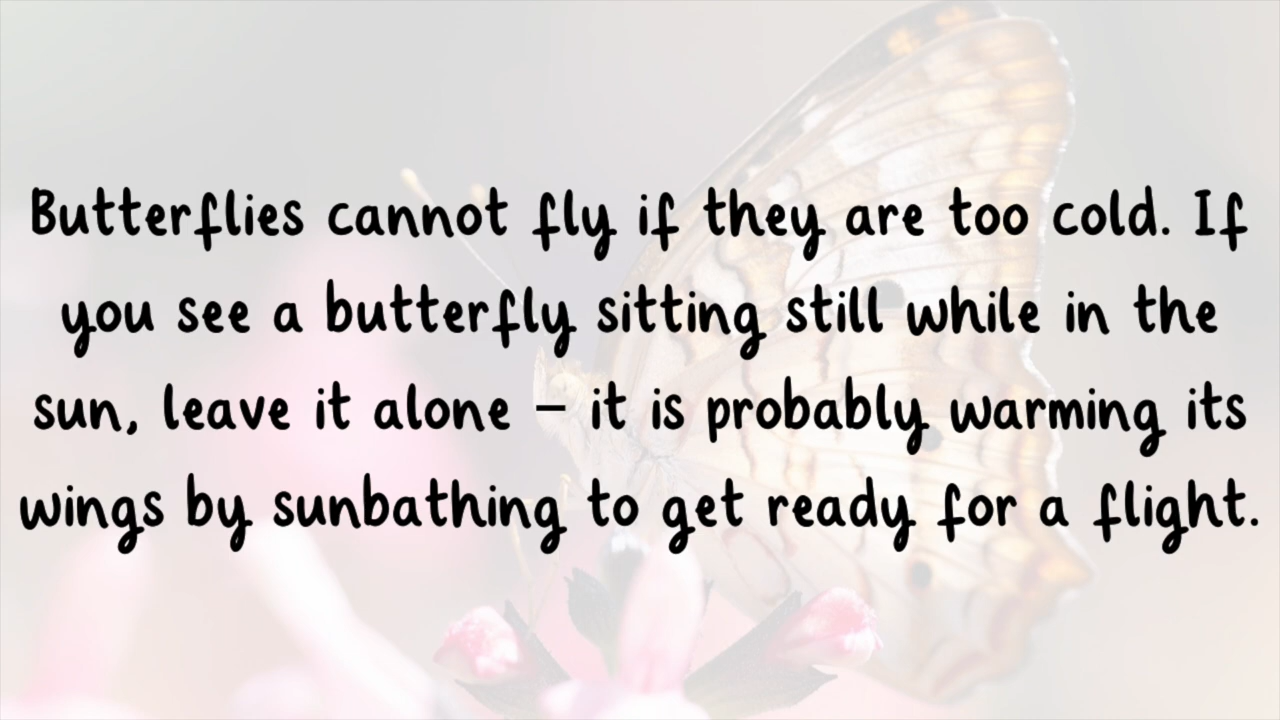 Butterflies cannot fly if they are too cold. If
you see a butterfly sitting still while in the
sun, leave it alone – it is probably warming its
wings by sunbathing to get ready for a flight.